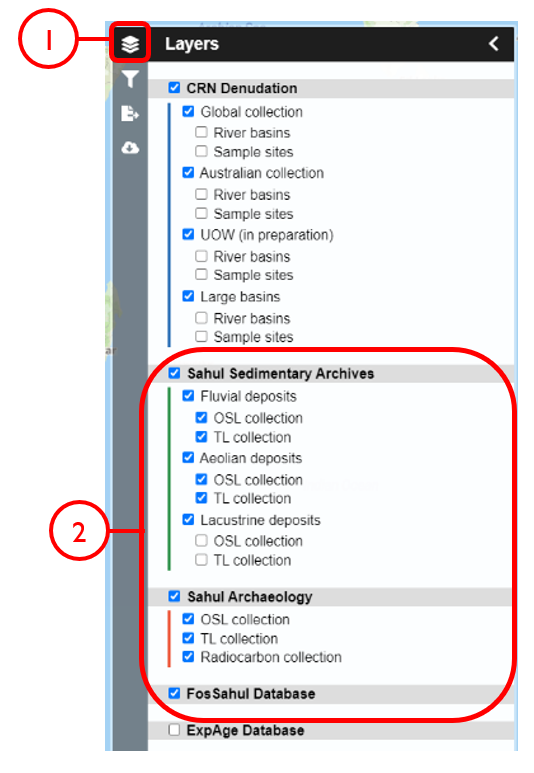 1
Layers
CRN Denudation
Global collection
River basins
Sample sites
Australian collection
River basins
Sample sites
UOW (in preparation)
River basins
Sample sites
Large basins
River basins
Sample sites
ar
Sahul Sedimentary Archives
Fluvial deposits
OSL collection
TL collection
Aeolian deposits
OSL collection
TL collection
2
Lacustrine deposits
OSL collection
TL collection
Sahul Archaeology
OSL collection
TL collection
Radiocarbon collection
FosSahul Database
ExpAge Database